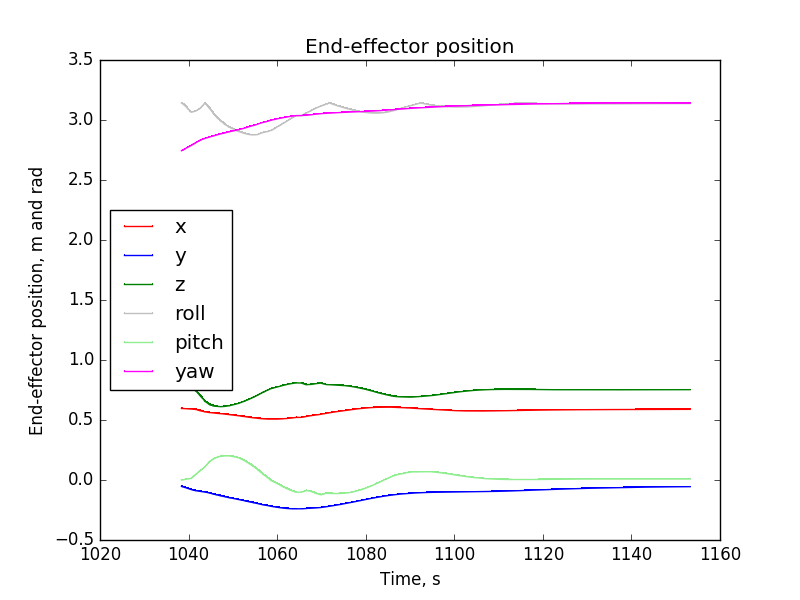 End-effector position
3.5
3.0
2.5
2.0
1.5
1.0
0.5
0.0
−0.5
End-effector position, m and rad
x
y
z
roll
pitch
yaw
1020 1040 1060 1080 1100 1120 1140 1160
Time, s